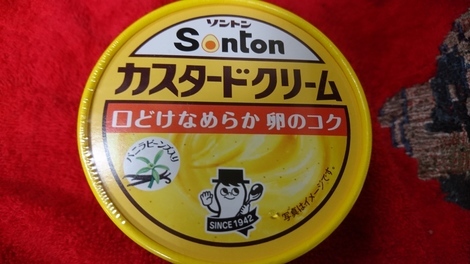 ソントン
Sonton
カスタードクリーム
口どけなめらか 卵のコク
バニラビーンズ入り
SINCE 1942
写真はイメージです。